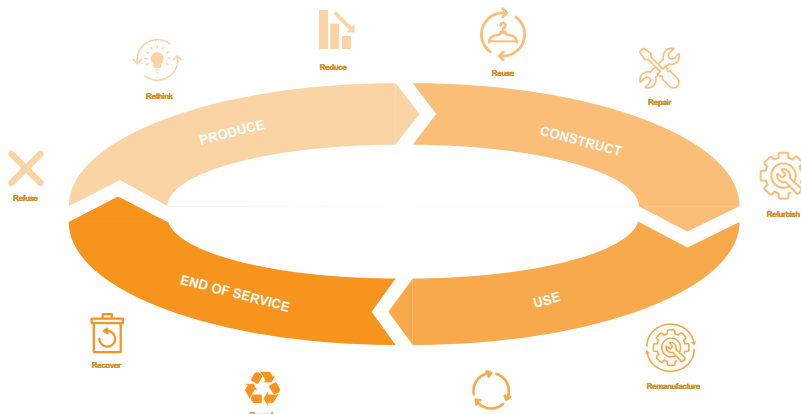 Reduce
Reuse
Rethink
Repair
PRODUCE
CONSTRUCT
Refuse
Refurbish
END OF SERVICE
USE
Recover
Remanufacture